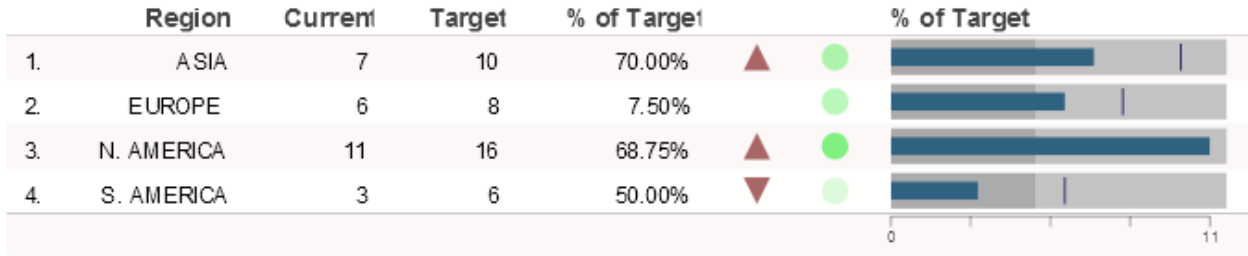 Region Current Target % of Target % of Target
1. ASIA 7 10 70.00%
2. EUROPE 6 8 7.50%
3. N. AMERICA 11 16 68.75%
4. S. AMERICA 3 6 50.00%
0 11